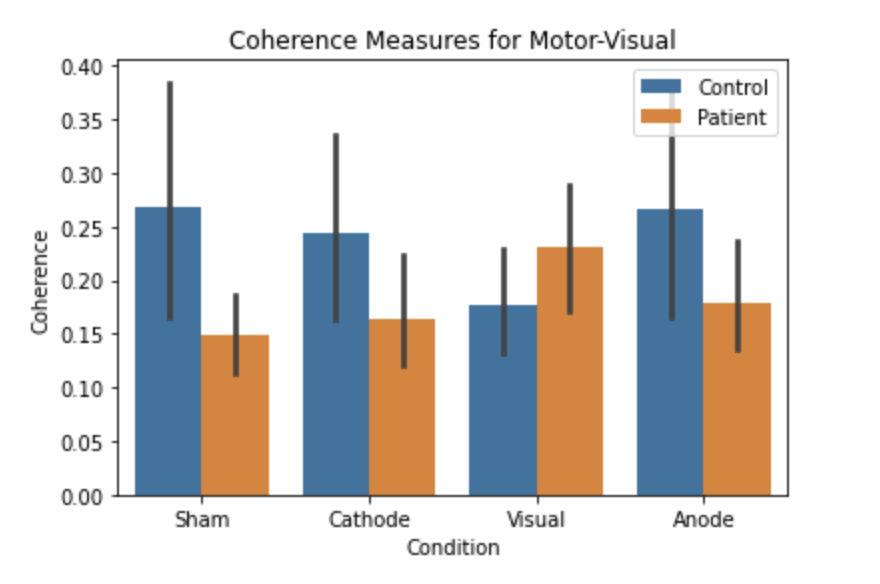 Coherence Measures for Motor-Visual
0.40
0.35
0.30
0.25
0.20
0.15
0.10
0.05
0.00
Coherence
Control
Patient
Sham Cathode Visual Anode
Condition